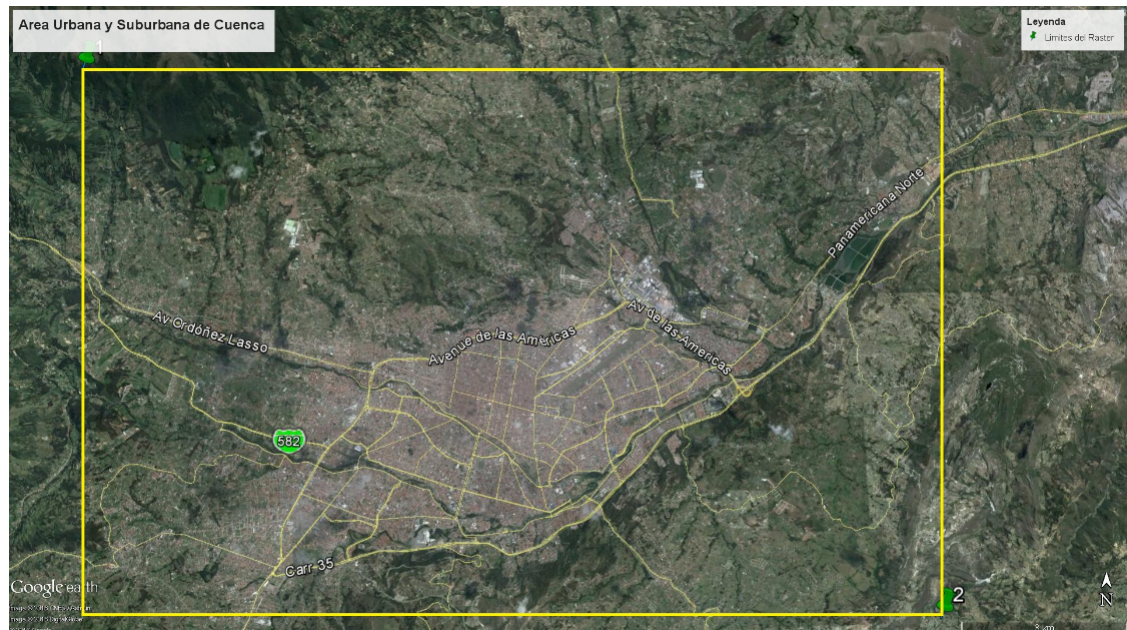 Area Urbana y Suburbana de Cuenca
Leyenda
Limites del Raster
1
Panamericana Norte
Av Ordóñez Lasso
Avenue de las Américas
Av de las Americas
582
Carr 35
Google earth
2
N